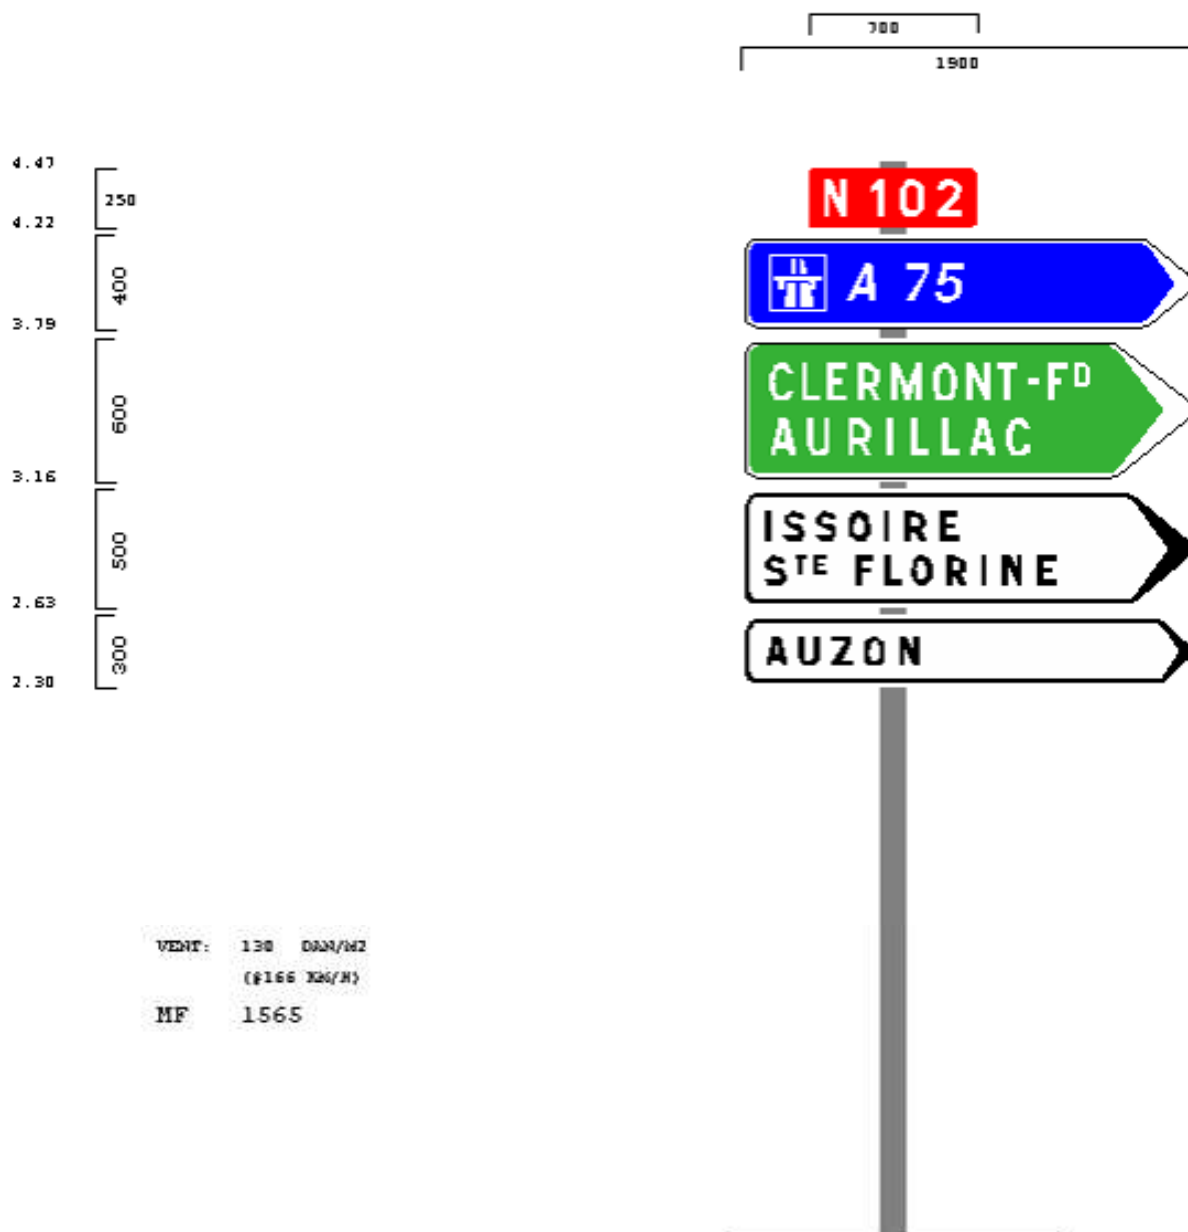 700
1900
4.47
250
4.22
N 102
400
A 75
3.79
CLERMONT-FD
600
AURILLAC
3.16
ISSOIRE
500
STE FLORINE
2.63
AUZON
300
2.30
VENT: 130 DAN/M2
(#166 KM/H)
MF 1565